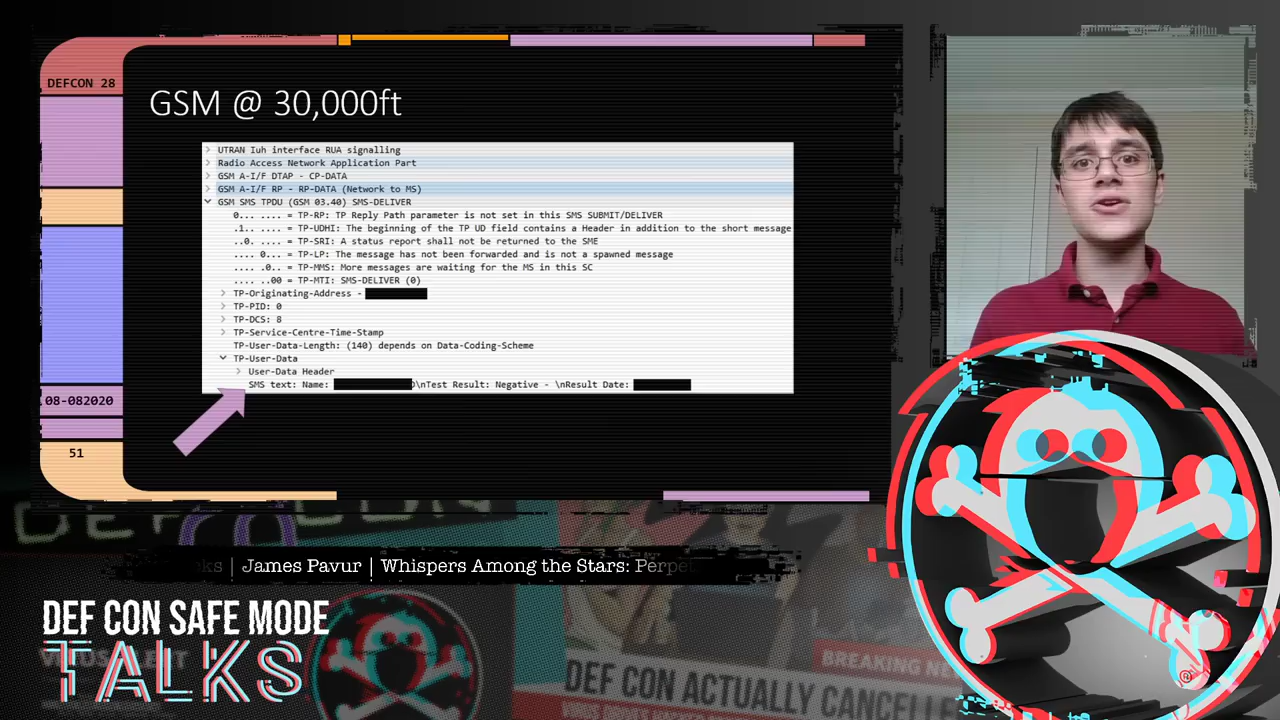 DEFCON 28
GSM @ 30,000ft
UTRAN Iuh interface RUA signalling
Radio Access Network Application Part
GSM A-I/F DTAP - CP-DATA
GSM A-I/F RP - RP-DATA (Network to MS)
GSM SMS TPDU (GSM 03.40) SMS-DELIVER
0... .... = TP-RP: TP Reply Path parameter is not set in this SMS SUBMIT/DELIVER
.1.. .... = TP-UDHI: The beginning of the TP UD field contains a Header in addition to the short message
..0. .... = TP-SRI: A status report shall not be returned to the SME
.... 0... = TP-LP: The message has not been forwarded and is not a spawned message
.... .0.. = TP-MMS: More messages are waiting for the MS in this SC
.... ..00 = TP-MTI: SMS-DELIVER (0)
TP-Originating-Address -
TP-PID: 0
TP-DCS: 8
TP-Service-Centre-Time-Stamp
TP-User-Data-Length: (140) depends on Data-Coding-Scheme
TP-User-Data
User-Data Header
SMS text: Name: \nTest Result: Negative - \nResult Date:
08-082020
51
DEF CON
ks | James Pavur | Whispers Among the Stars: Perpet
DEF CON SAFE MODE
TALKS
BREAKING NE
DEF CON ACTUALLY CANCELLE
®